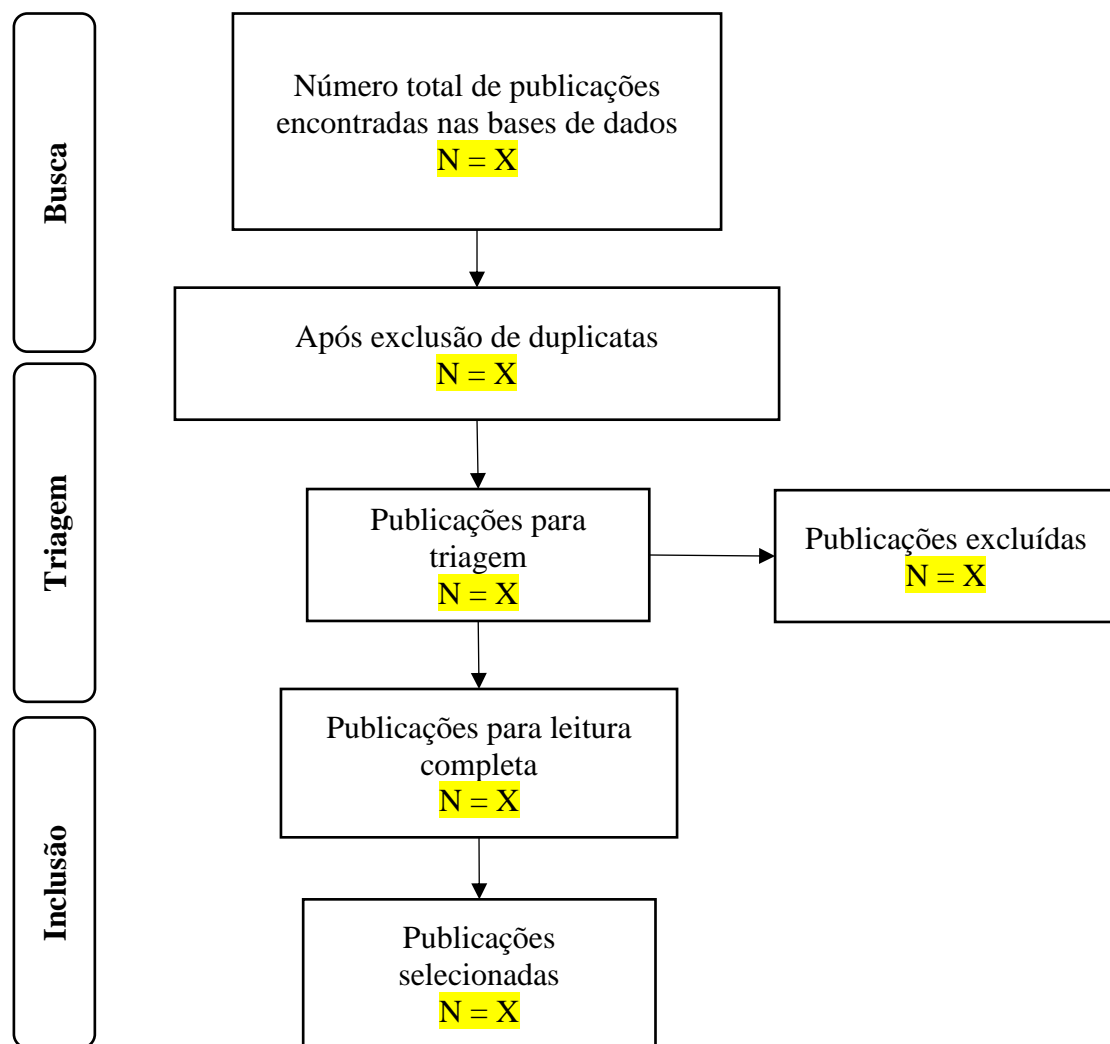 Busca
Número total de publicações
encontradas nas bases de dados
N = X
Após exclusão de duplicatas
N = X
Triagem
Publicações para
triagem
N = X
Publicações excluídas
N = X
Publicações para leitura
completa
N = X
Inclusão
Publicações
selecionadas
N = X